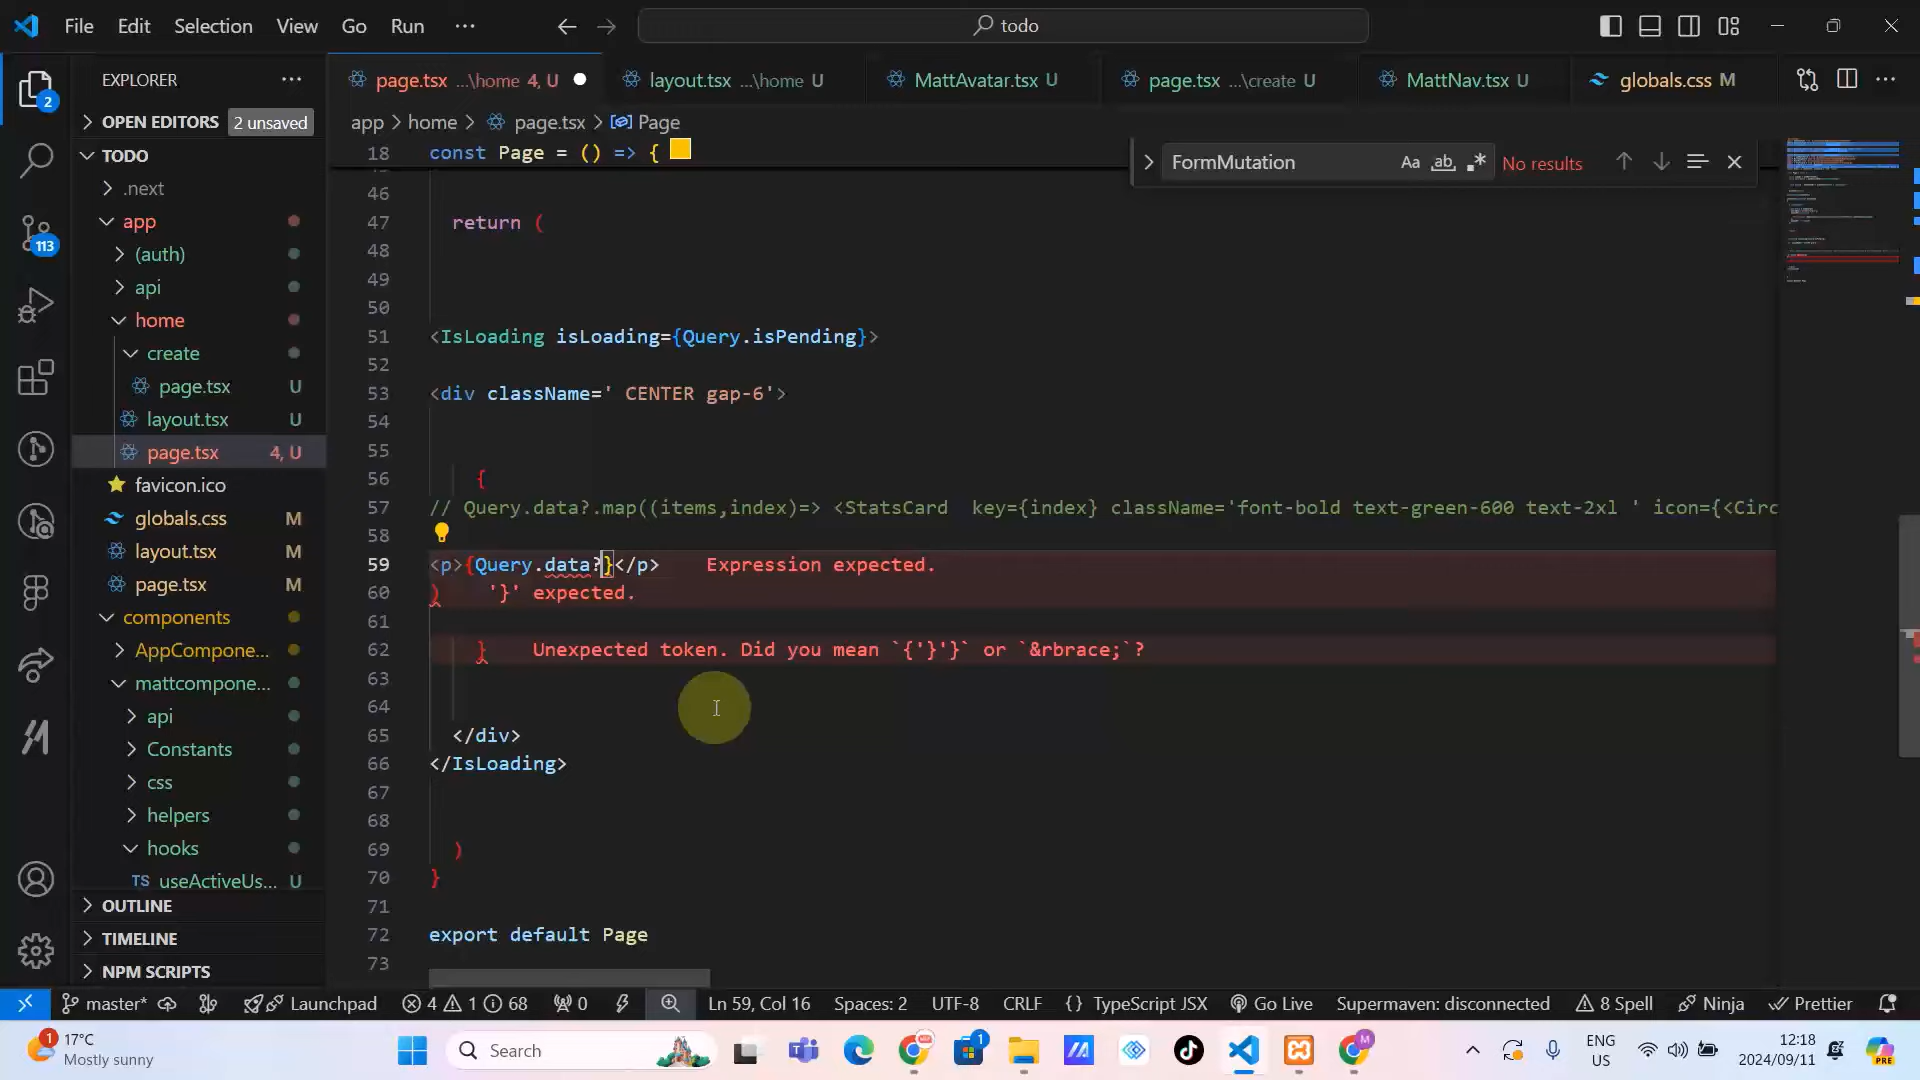 File Edit Selection View Go Run ···
todo
EXPLORER
OPEN EDITORS 2 unsaved
TODO
.next
app
(auth)
api
home
create
page.tsx U
layout.tsx U
page.tsx 4, U
favicon.ico
globals.css M
layout.tsx M
page.tsx M
components
AppCompone...
mattcompone...
api
Constants
css
helpers
hooks
TS useActiveUs... U
OUTLINE
TIMELINE
NPM SCRIPTS
2
113
page.tsx ...\home 4, U
layout.tsx ...\home U
MattAvatar.tsx U
page.tsx ...\create U
MattNav.tsx U
globals.css M
app > home > page.tsx > Page
FormMutation Aa ab No results
18 const Page = () => {
46
47 return (
48
49
50
51 <IsLoading isLoading={Query.isPending}>
52
53 <div className=' CENTER gap-6'>
54
55
56 {
57 // Query.data?.map((items,index)=> <StatsCard  key={index} className='font-bold text-green-600 text-2xl ' icon={<Circ
58
59 <p>{Query.data?}</p> Expression expected.
60 ) '}' expected.
61
62 } Unexpected token. Did you mean `{'}'}` or `&rbrace;`?
63
64
65 </div>
66 </IsLoading>
67
68
69 )
70 }
71
72 export default Page
73
master* Launchpad 4 1 68 0 Ln 59, Col 16 Spaces: 2 UTF-8 CRLF {} TypeScript JSX Go Live Supermaven: disconnected 8 Spell Ninja Prettier
1 17°C
Mostly sunny
Search
1
M
ENG
US
12:18
2024/09/11
PRE